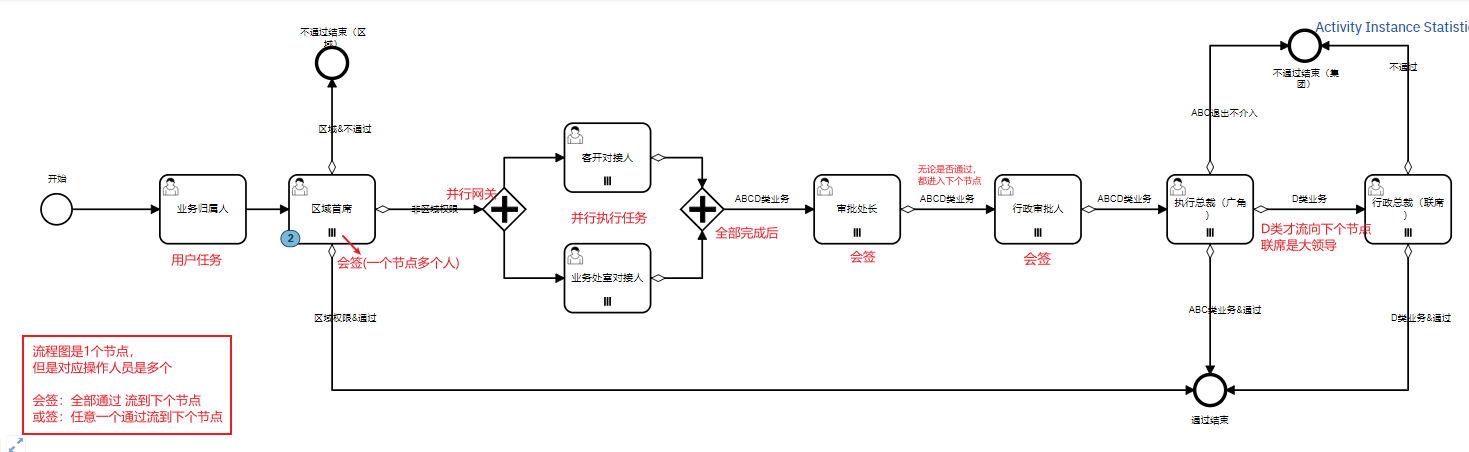 Activity Instance Statisti
不通过结束（区
域）
不通过结束（集
团）
不通过
ABC退出不介入
区域&不通过
开始
业务归属人
用户任务
区域首席
2
会签(一个节点多个人)
非区域权限
并行网关
客开对接人
并行执行任务
业务处室对接人
全部完成后
ABCD类业务
审批处长
会签
无论是否通过，
都进入下个节点
ABCD类业务
行政审批人
会签
ABCD类业务
执行总裁（广角
）
D类业务
D类才流向下个节点
联席是大领导
行政总裁（联席
）
区域权限&通过
ABC类业务&通过
D类业务&通过
通过结束
流程图是1个节点，
但是对应操作人员是多个
会签：全部通过 流到下个节点
或签：任意一个通过流到下个节点